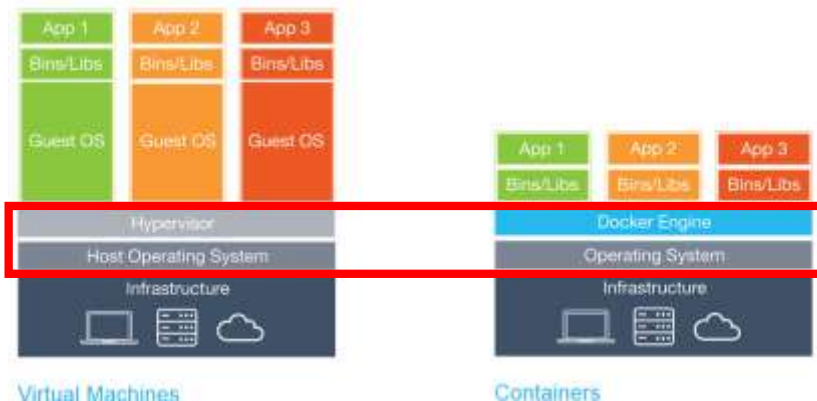 App 1 App 2 App 3
Bins/Libs Bins/Libs Bins/Libs
Guest OS Guest OS Guest OS
Hypervisor
Host Operating System
Infrastructure
Virtual Machines
App 1 App 2 App 3
Bins/Libs Bins/Libs Bins/Libs
Docker Engine
Operating System
Infrastructure
Containers